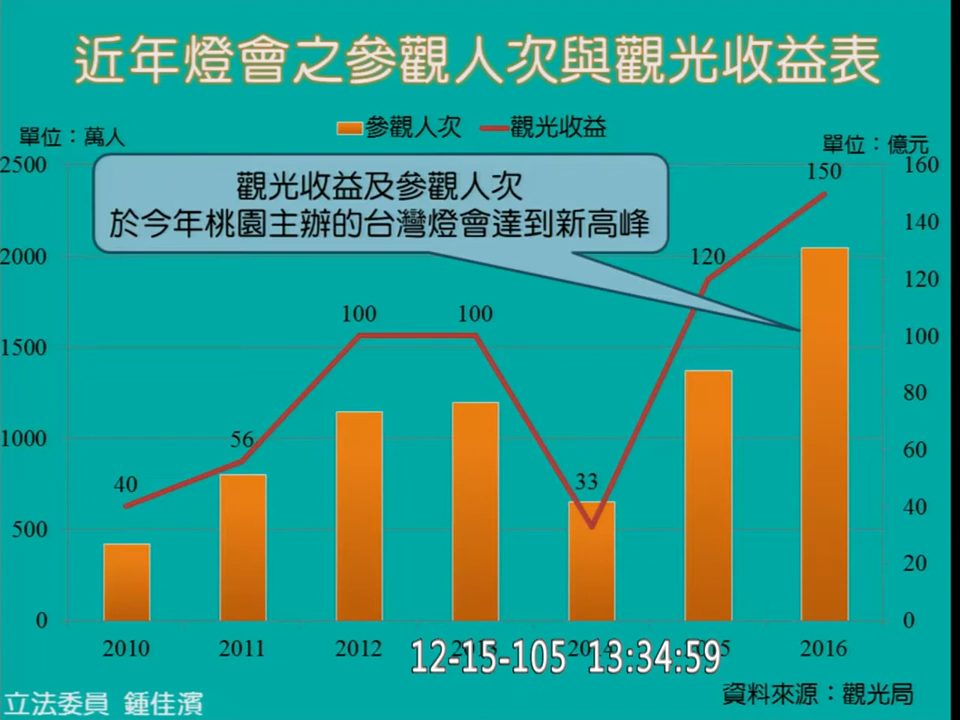 近年燈會之參觀人次與觀光收益表
單位：萬人
參觀人次 觀光收益
單位：億元
觀光收益及參觀人次
於今年桃園主辦的台灣燈會達到新高峰
2500
2000
1500
1000
500
0
160
140
120
100
80
60
40
20
0
40
56
100
100
33
120
150
2010 2011 2012 2013 2014 2015 2016
12-15-105 13:34:59
立法委員 鍾佳濱
資料來源：觀光局